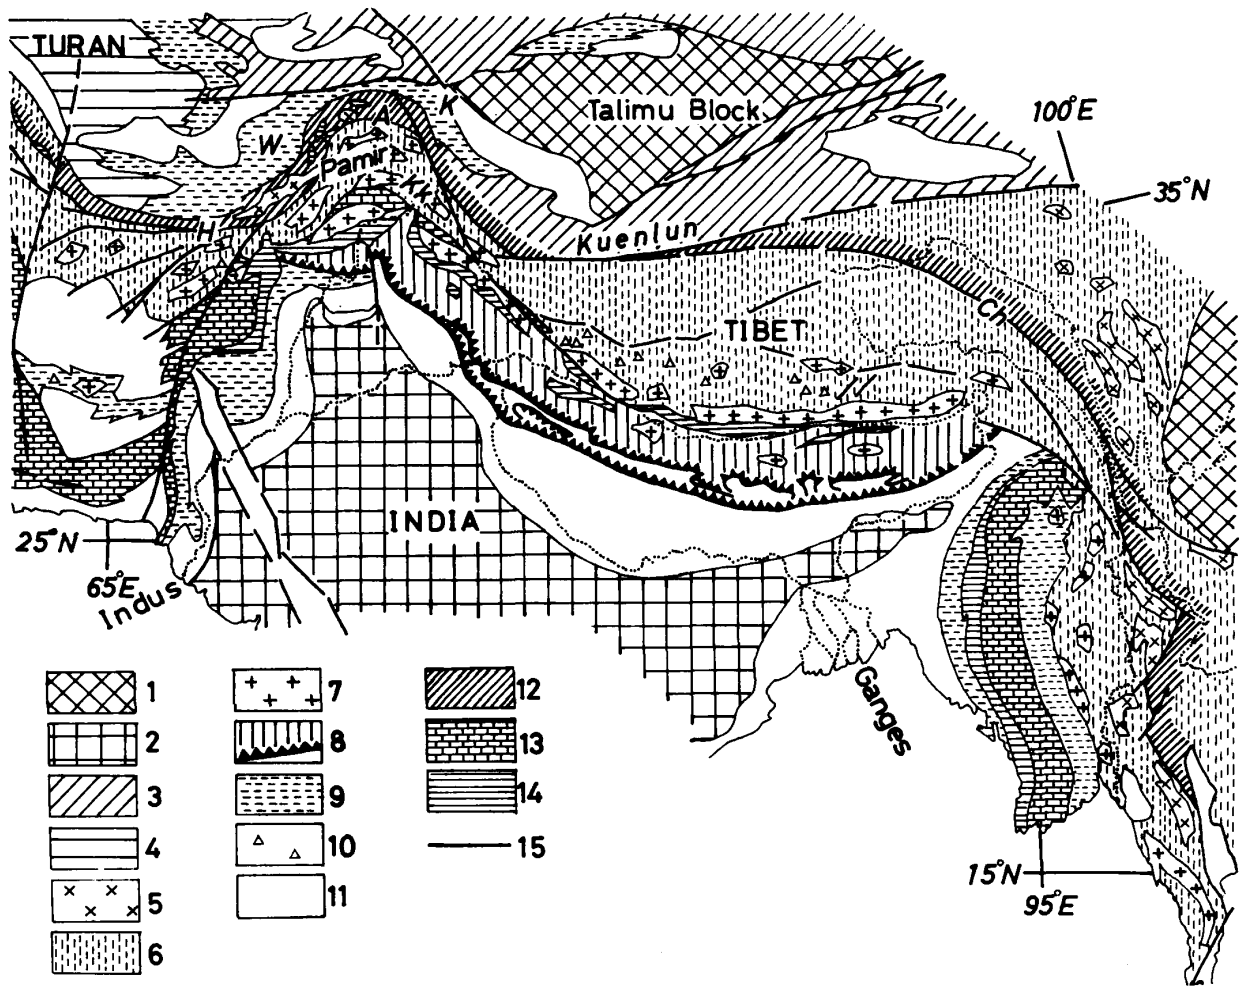 TURAN
K
A
W
Pamir
KK
Talimu Block
100°E
35°N
H
Kuenlun
Ch
TIBET
INDIA
25°N
65°E
Indus
Ganges
15°N
95°E
1
2
3
4
5
6
7
8
9
10
11
12
13
14
15